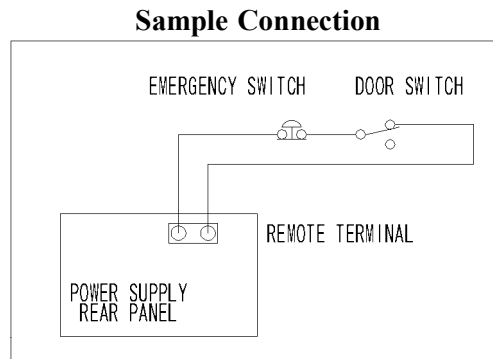 Sample Connection
EMERGENCY SWITCH
DOOR SWITCH
REMOTE TERMINAL
POWER SUPPLY
REAR PANEL